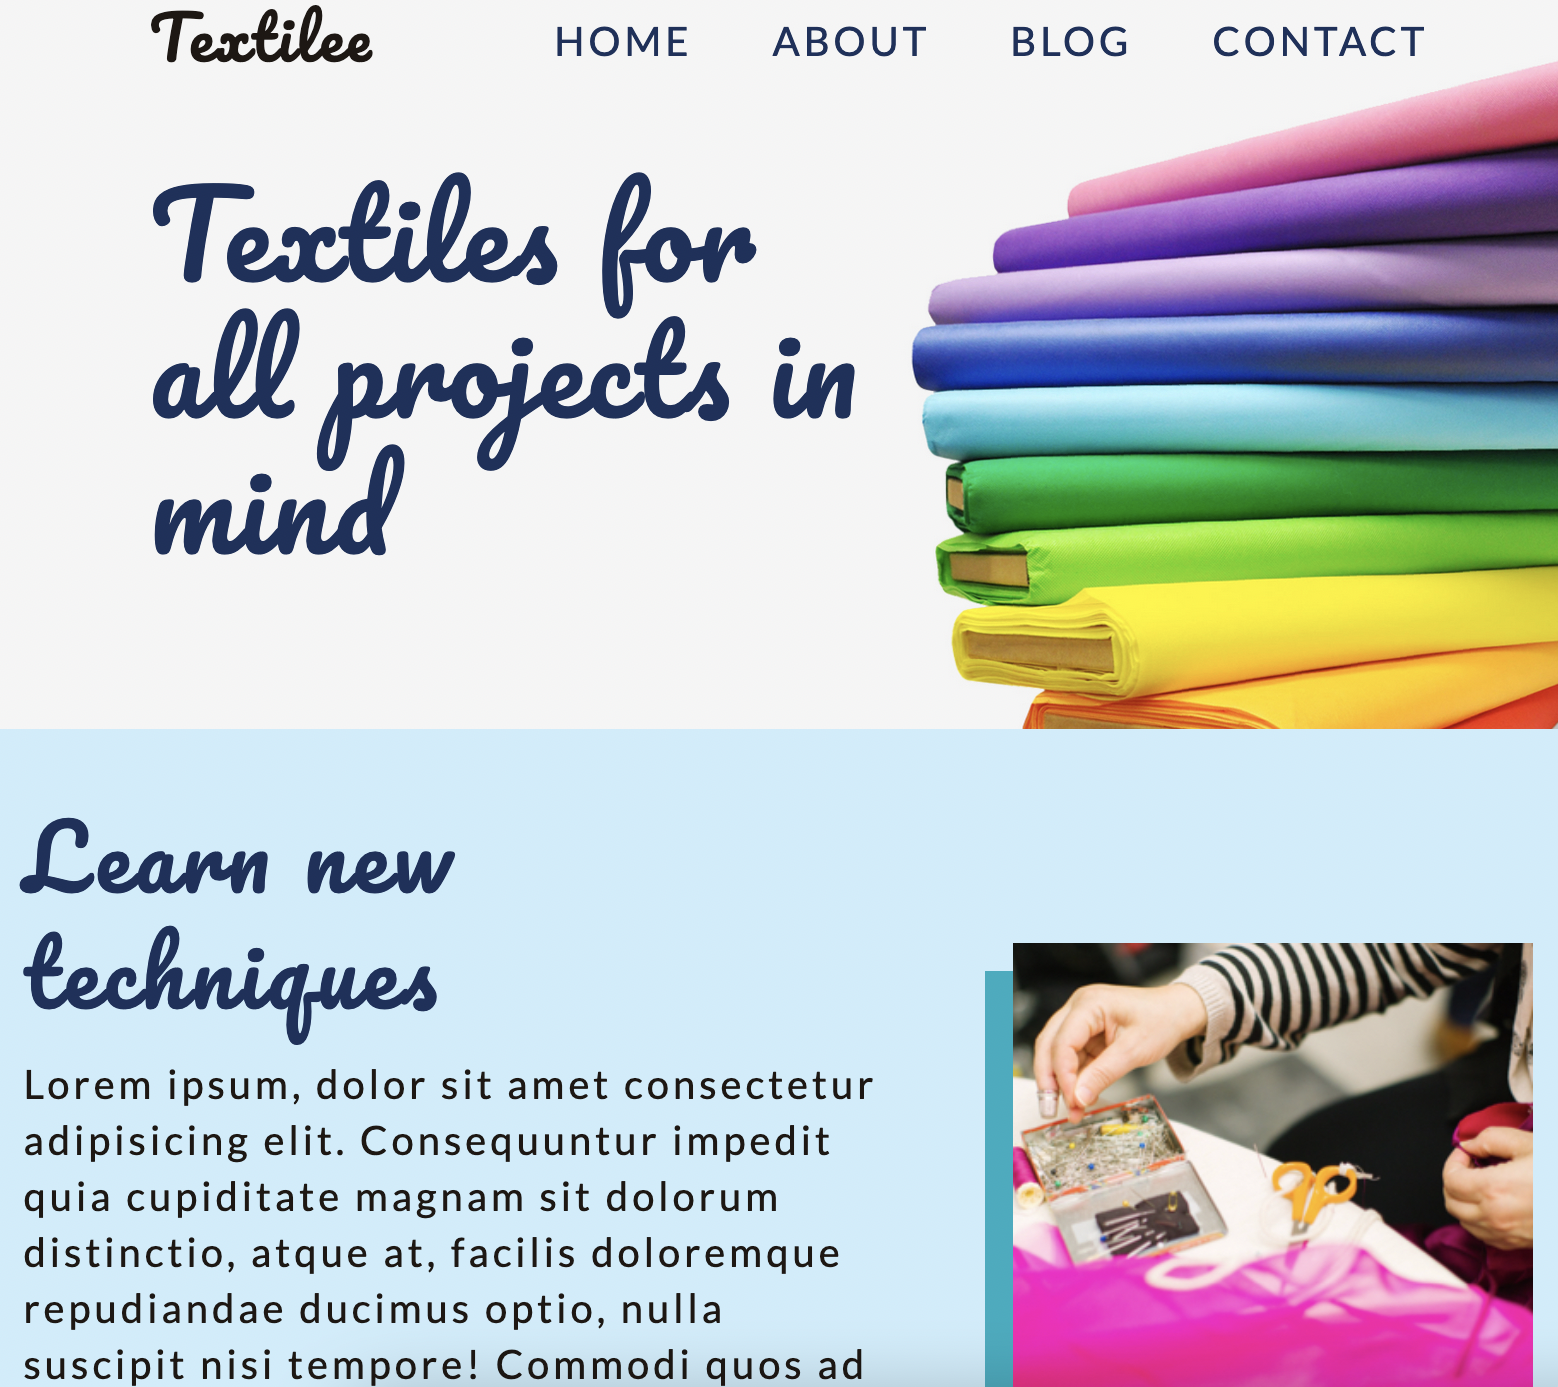 Textilee
HOME ABOUT BLOG CONTACT
Textiles for
all projects in
mind
Learn new
techniques
Lorem ipsum, dolor sit amet consectetur
adipisicing elit. Consequuntur impedit
quia cupiditate magnam sit dolorum
distinctio, atque at, facilis doloremque
repudiandae ducimus optio, nulla
suscipit nisi tempore! Commodi quos ad